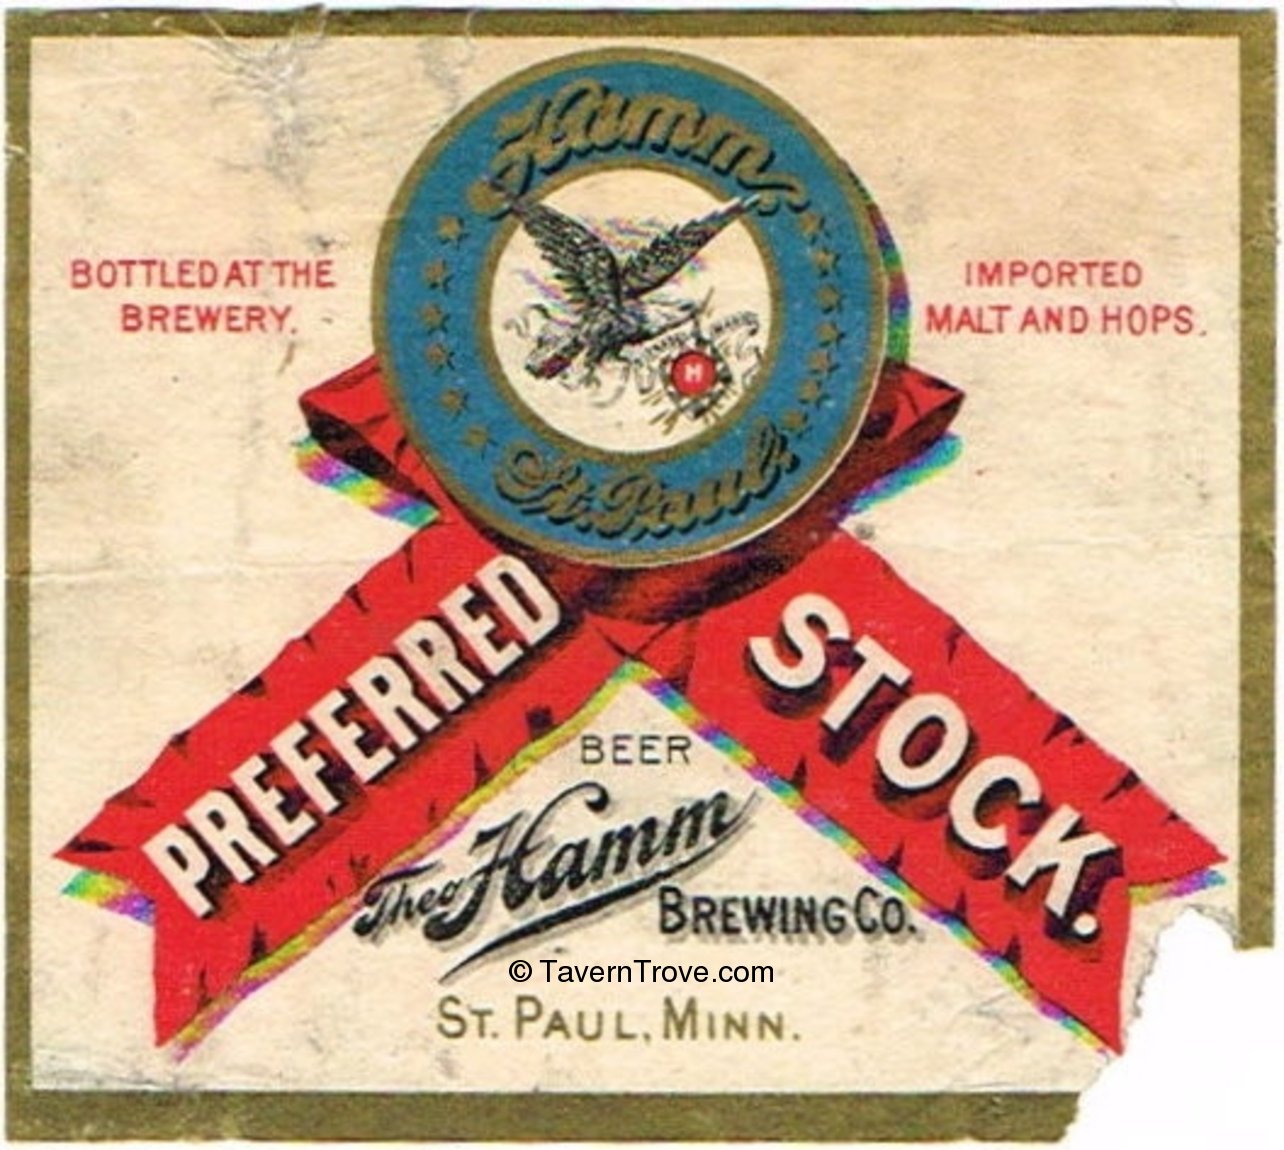 Hamm
St. Paul.
BOTTLED AT THE
BREWERY.
IMPORTED
MALT AND HOPS.
H
PREFERRED
STOCK.
BEER
Theo Hamm
BREWING CO.
© TavernTrove.com
ST. PAUL, MINN.